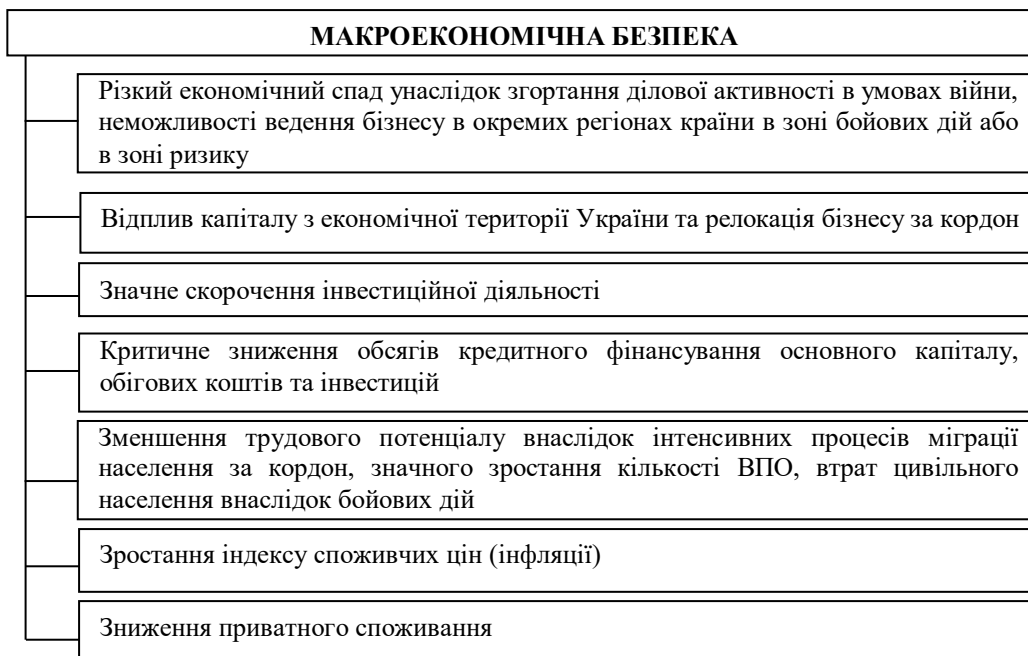 МАКРОЕКОНОМІЧНА БЕЗПЕКА
Різкий економічний спад унаслідок згортання ділової активності в умовах війни,
неможливості ведення бізнесу в окремих регіонах країни в зоні бойових дій або
в зоні ризику
Відплив капіталу з економічної території України та релокація бізнесу за кордон
Значне скорочення інвестиційної діяльності
Критичне зниження обсягів кредитного фінансування основного капіталу,
обігових коштів та інвестицій
Зменшення трудового потенціалу внаслідок інтенсивних процесів міграції
населення за кордон, значного зростання кількості ВПО, втрат цивільного
населення внаслідок бойових дій
Зростання індексу споживчих цін (інфляції)
Зниження приватного споживання